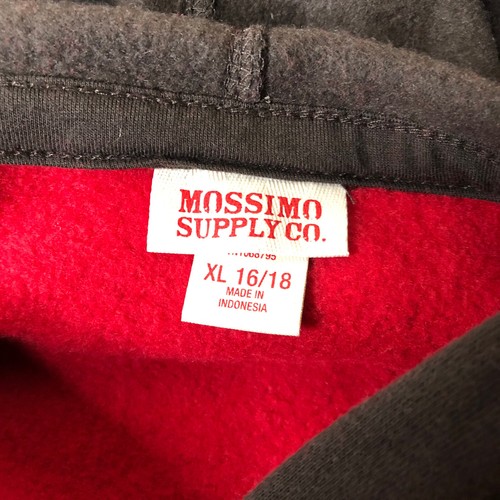 MOSSIMO
SUPPLY CO.
XL 16/18
MADE IN
INDONESIA